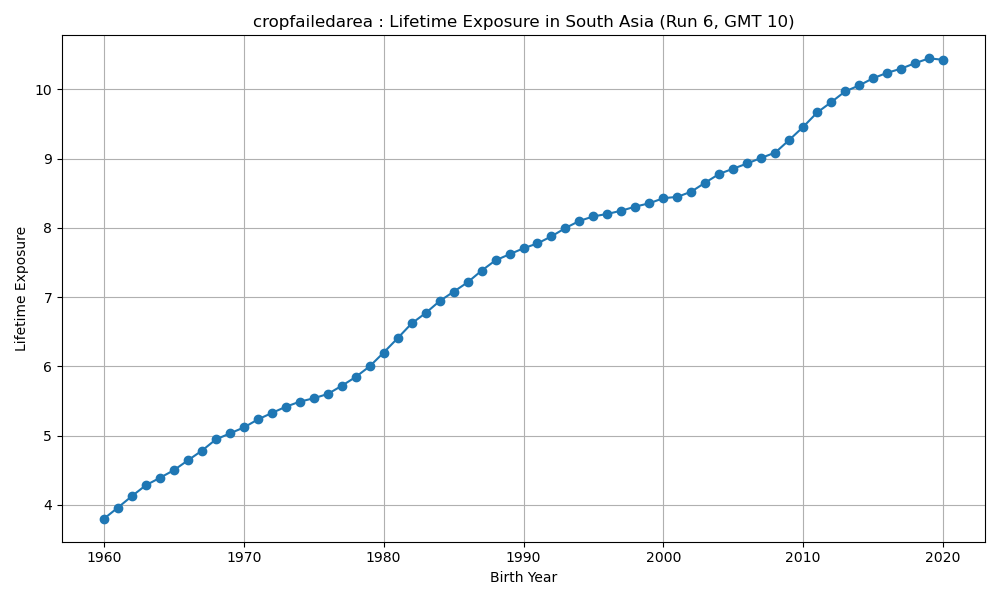 cropfailedarea : Lifetime Exposure in South Asia (Run 6, GMT 10)
Lifetime Exposure
10
9
8
7
6
5
4
1960 1970 1980 1990 2000 2010 2020
Birth Year